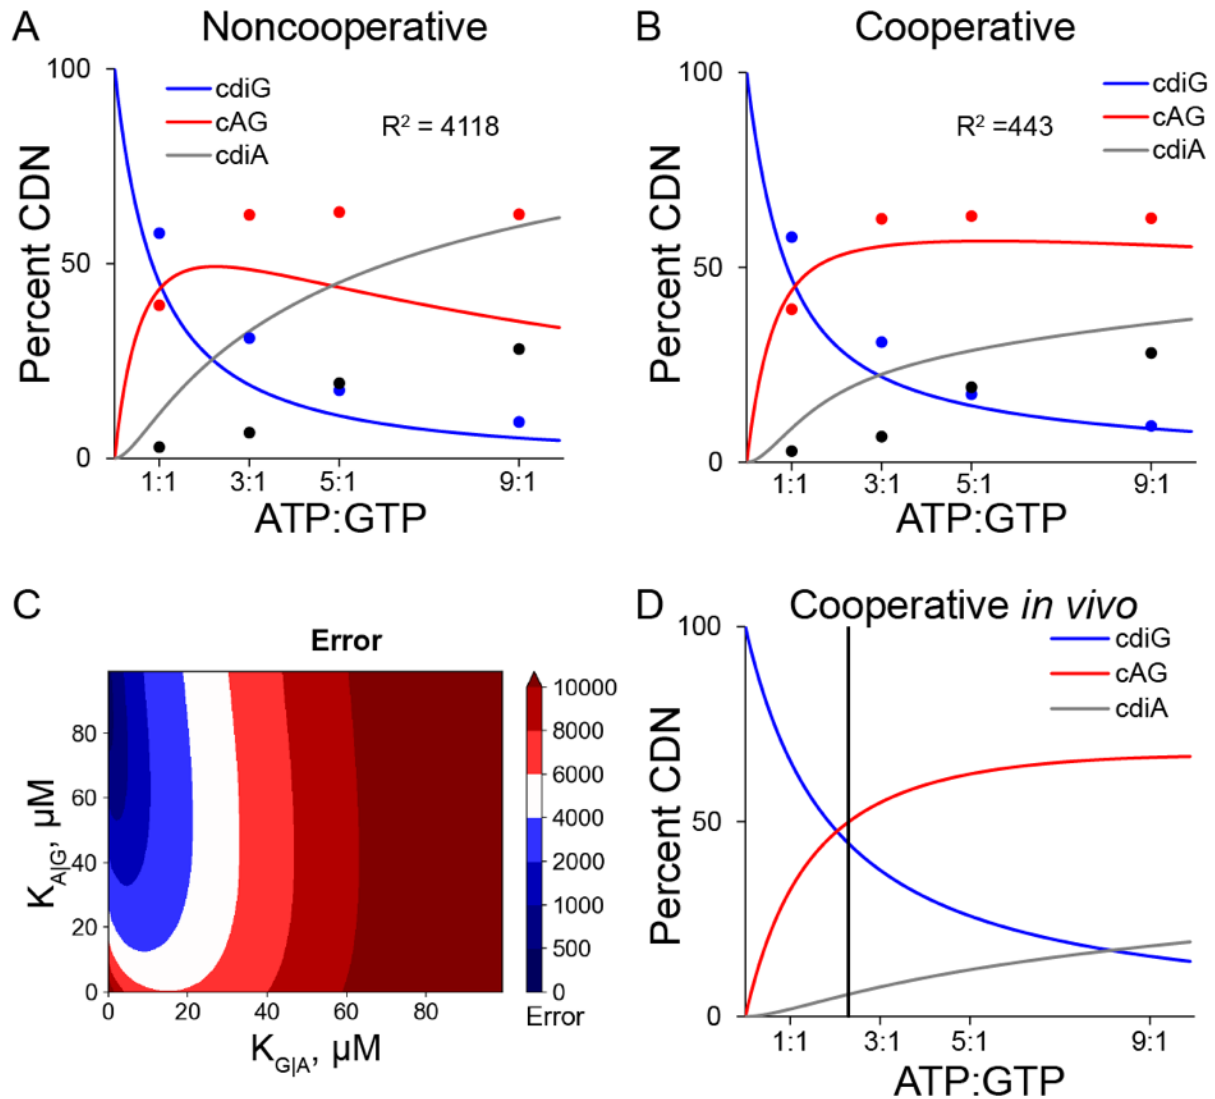 A
Noncooperative
100
50
0
Percent CDN
cdiG
cAG
cdiA
R² = 4118
1:1 3:1 5:1 9:1
ATP:GTP
B
Cooperative
100
50
0
Percent CDN
cdiG
cAG
cdiA
R² =443
1:1 3:1 5:1 9:1
ATP:GTP
C
Error
80
60
40
20
0
K_A|G, µM
0 20 40 60 80
K_G|A, µM
10000
8000
6000
4000
2000
1000
500
0
Error
D
Cooperative in vivo
100
50
0
Percent CDN
cdiG
cAG
cdiA
1:1 3:1 5:1 9:1
ATP:GTP